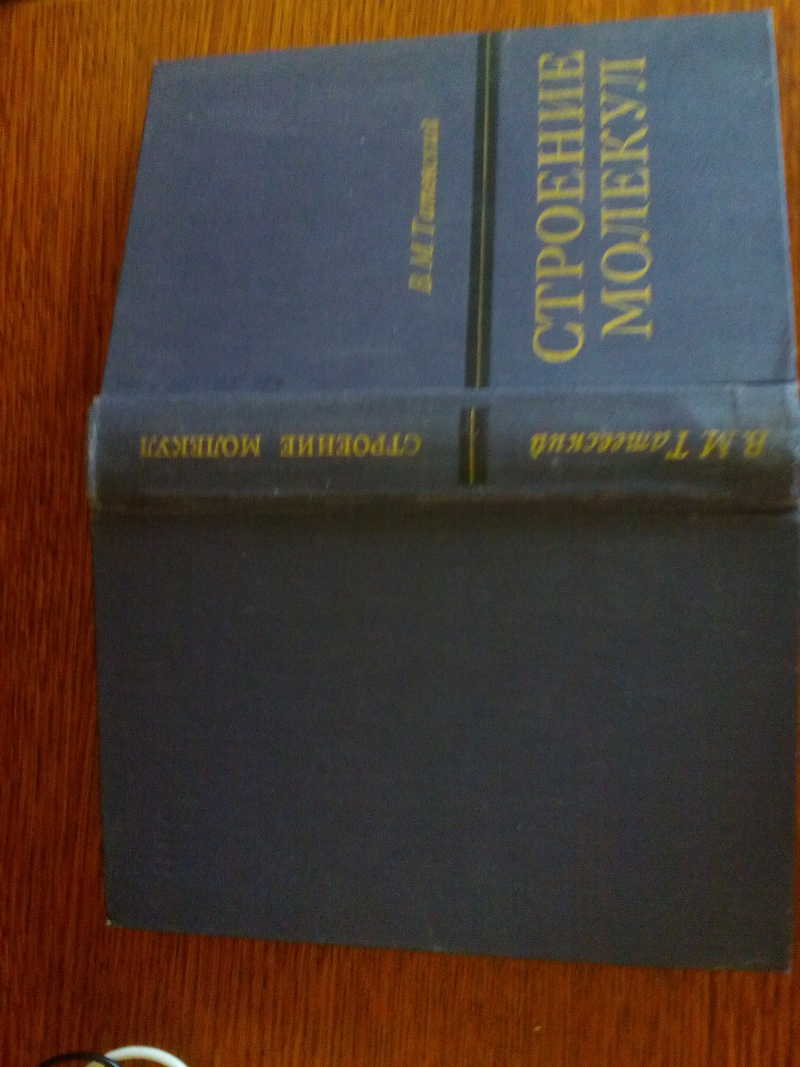 В. М. Татевский
СТРОЕНИЕ
МОЛЕКУЛ
В. М. Татевский
СТРОЕНИЕ МОЛЕКУЛ